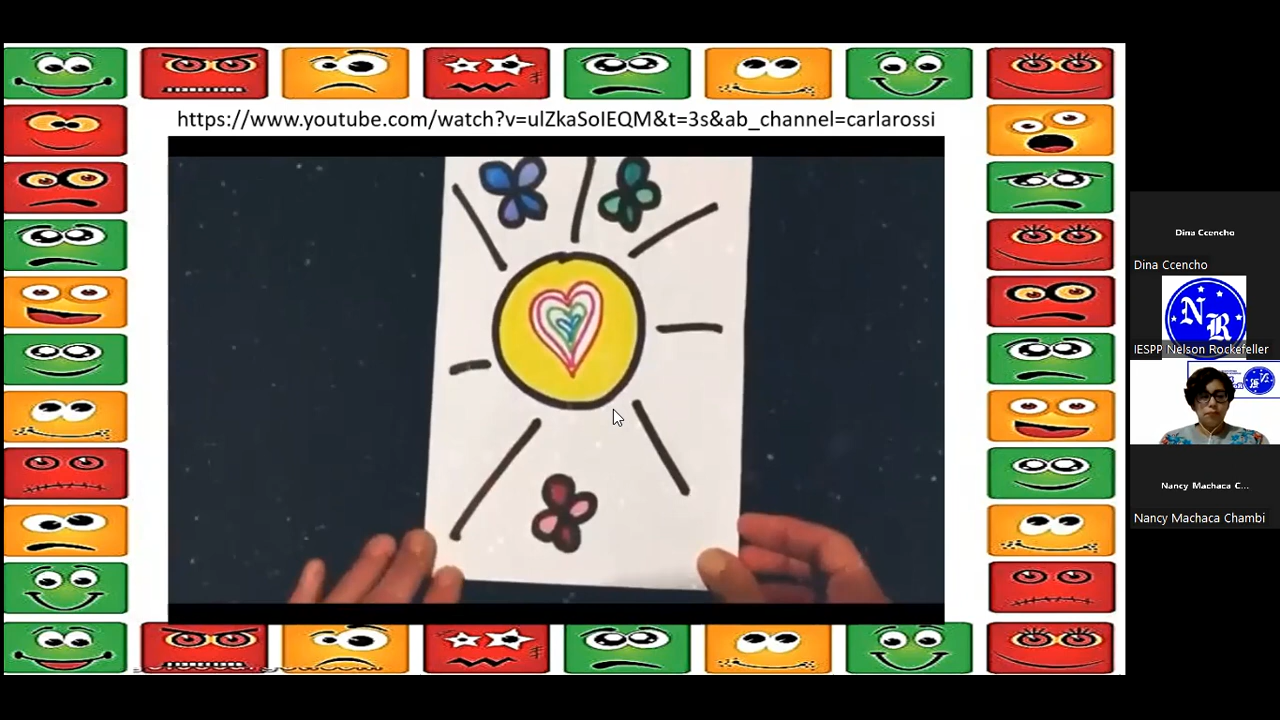 https://www.youtube.com/watch?v=ulZkaSoIEQM&t=3s&ab_channel=carlarossi
Dina Ccencho
Dina Ccencho
NR
IESPP Nelson Rockefeller
Nancy Machaca C...
Nancy Machaca Chambi